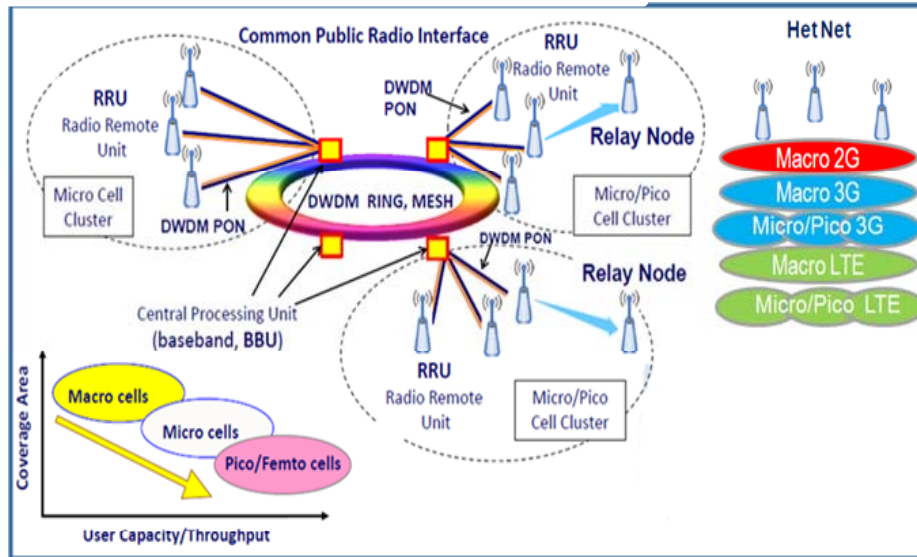 Common Public Radio Interface
RRU
Radio Remote
Unit
Micro Cell
Cluster
DWDM PON
DWDM
PON
RRU
Radio Remote
Unit
Relay Node
Micro/Pico
Cell Cluster
DWDM RING, MESH
DWDM PON
Relay Node
Central Processing Unit
(baseband, BBU)
RRU
Radio Remote
Unit
Micro/Pico
Cell Cluster
Het Net
Macro 2G
Macro 3G
Micro/Pico 3G
Macro LTE
Micro/Pico LTE
Coverage Area
Macro cells
Micro cells
Pico/Femto cells
User Capacity/Throughput